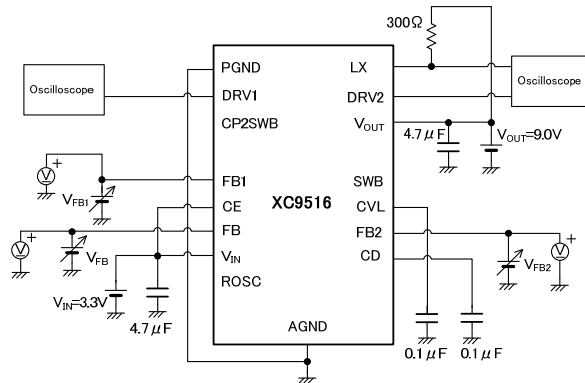 300Ω
PGND
LX
Oscilloscope
Oscilloscope
DRV1
DRV2
CP2SWB
VOUT
4.7μF
VOUT=9.0V
V
+
FB1
SWB
VFB1
XC9516
CE
CVL
V
+
FB
FB2
+
V
VFB
VIN
CD
VFB2
ROSC
VIN=3.3V
4.7μF
AGND
0.1μF
0.1μF